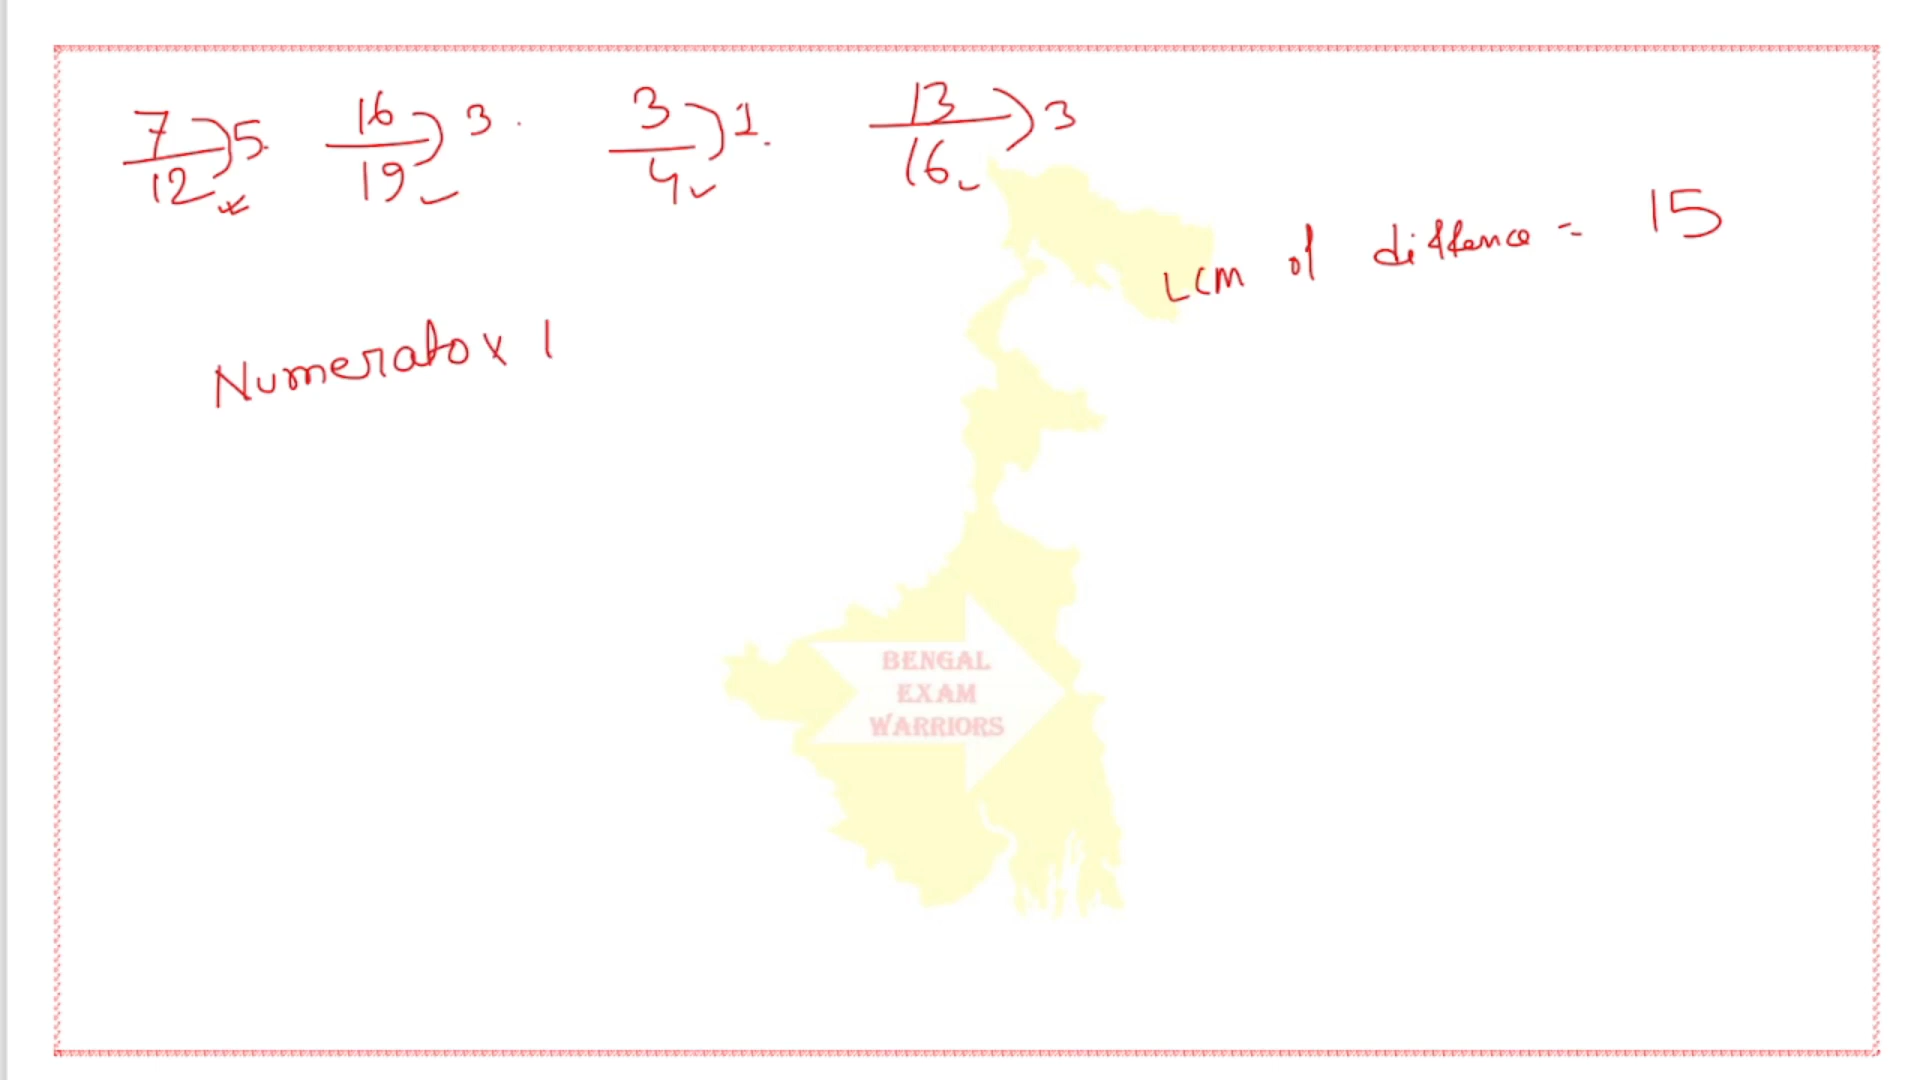 7/12 )5. 16/19 )3. 3/4 )1. 13/16 )3
LCM of diffence = 15
Numerator 1
BENGAL
EXAM
WARRIORS